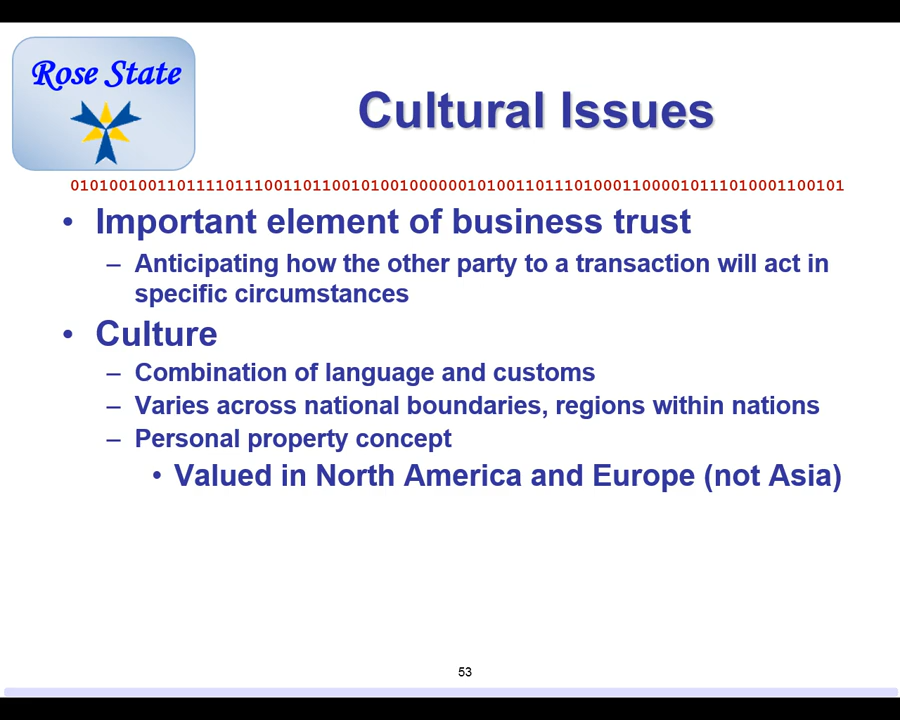 Rose State
Cultural Issues
01010010011011110111001101100101001000000101001101110100011000010111010001100101
• Important element of business trust
– Anticipating how the other party to a transaction will act in
specific circumstances
• Culture
– Combination of language and customs
– Varies across national boundaries, regions within nations
– Personal property concept
• Valued in North America and Europe (not Asia)
53